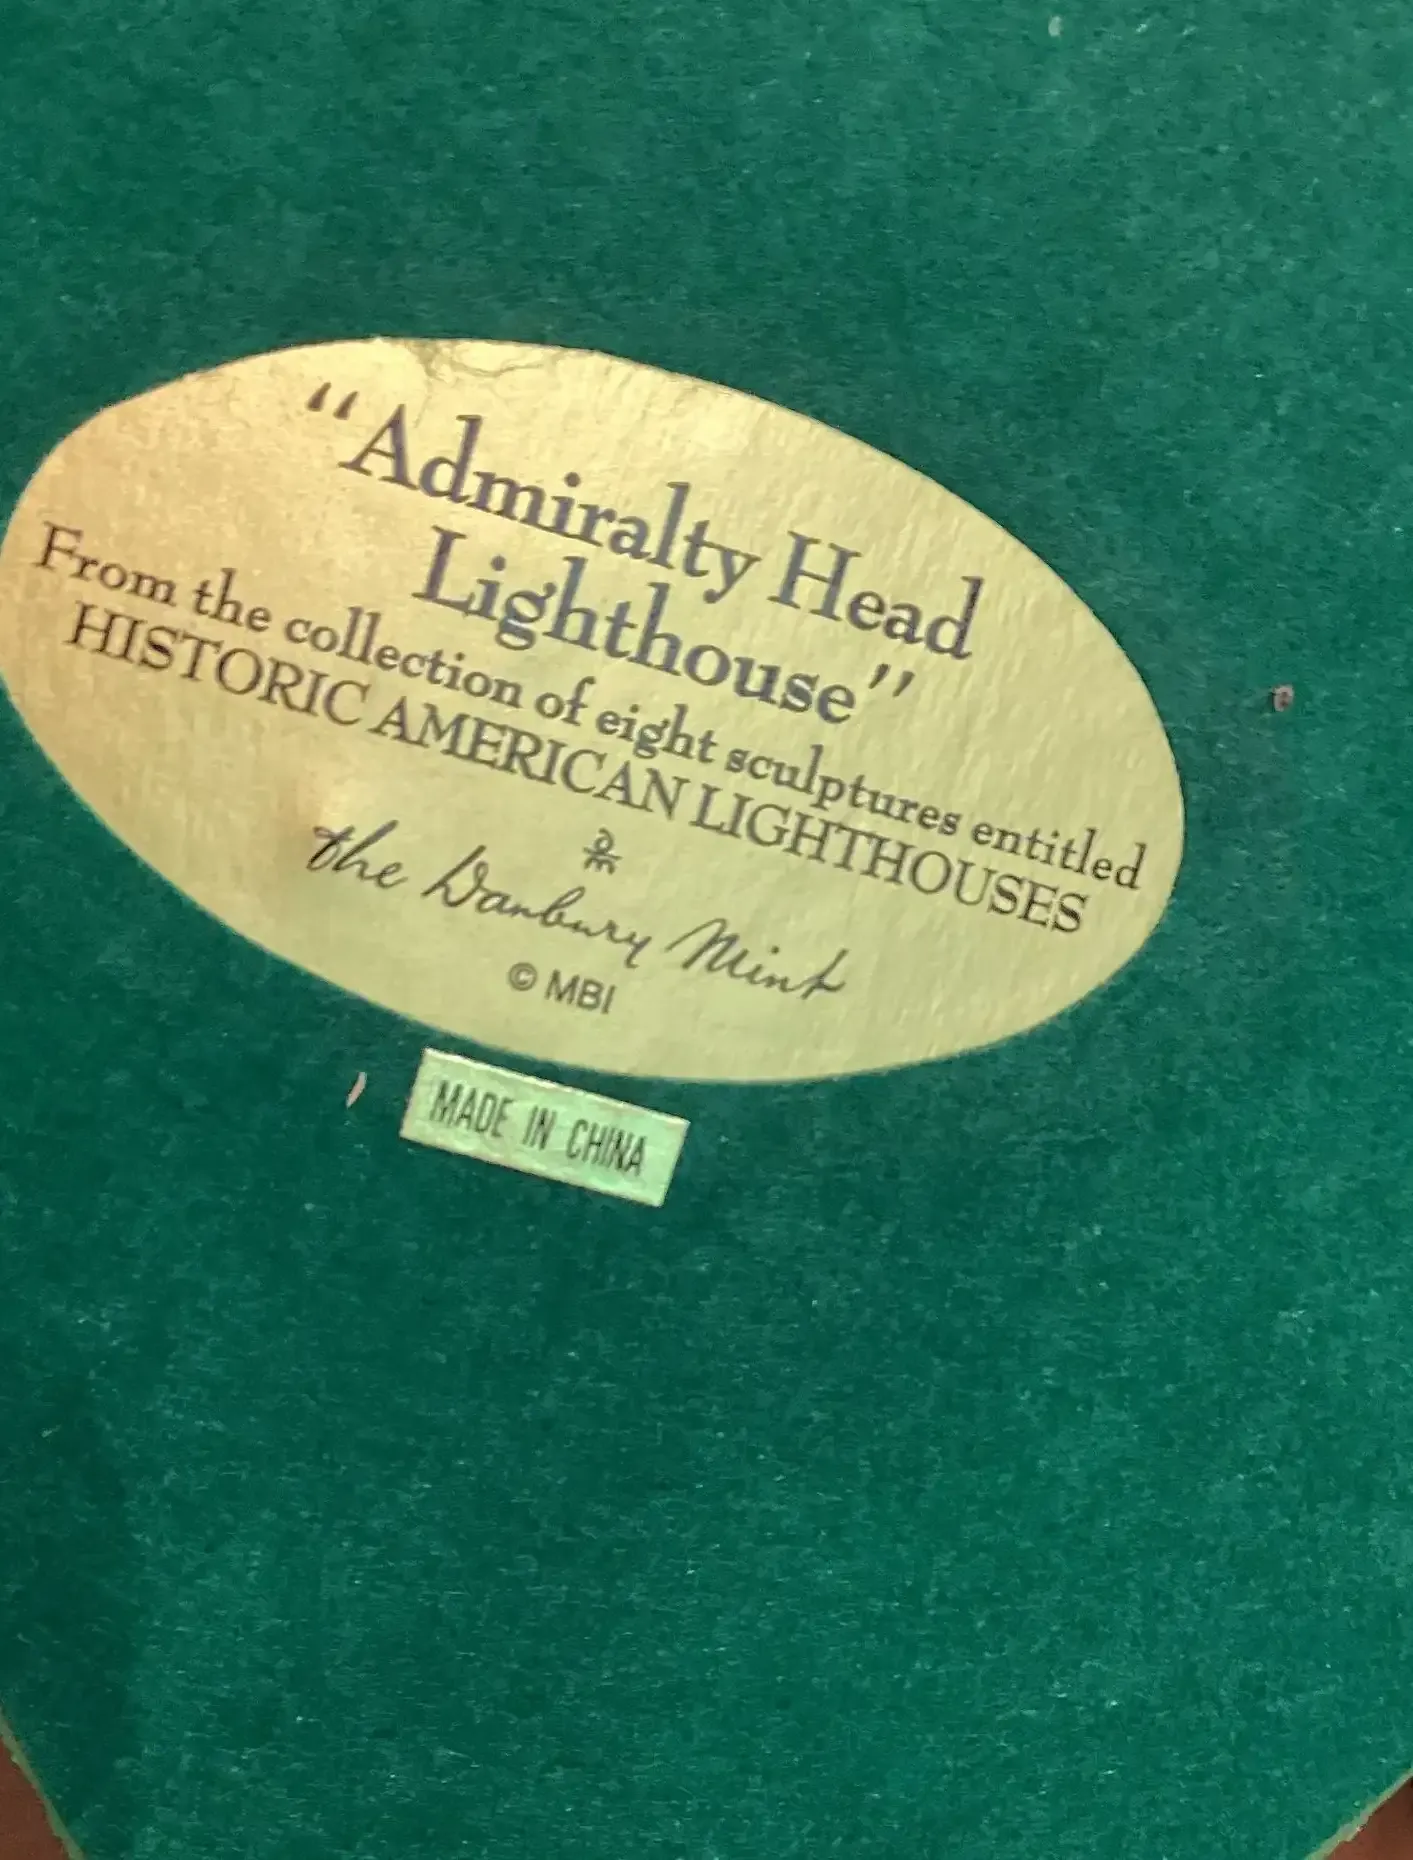 “Admiralty Head
Lighthouse”
From the collection of eight sculptures entitled
HISTORIC AMERICAN LIGHTHOUSES
the Danbury Mint
© MBI
MADE IN CHINA